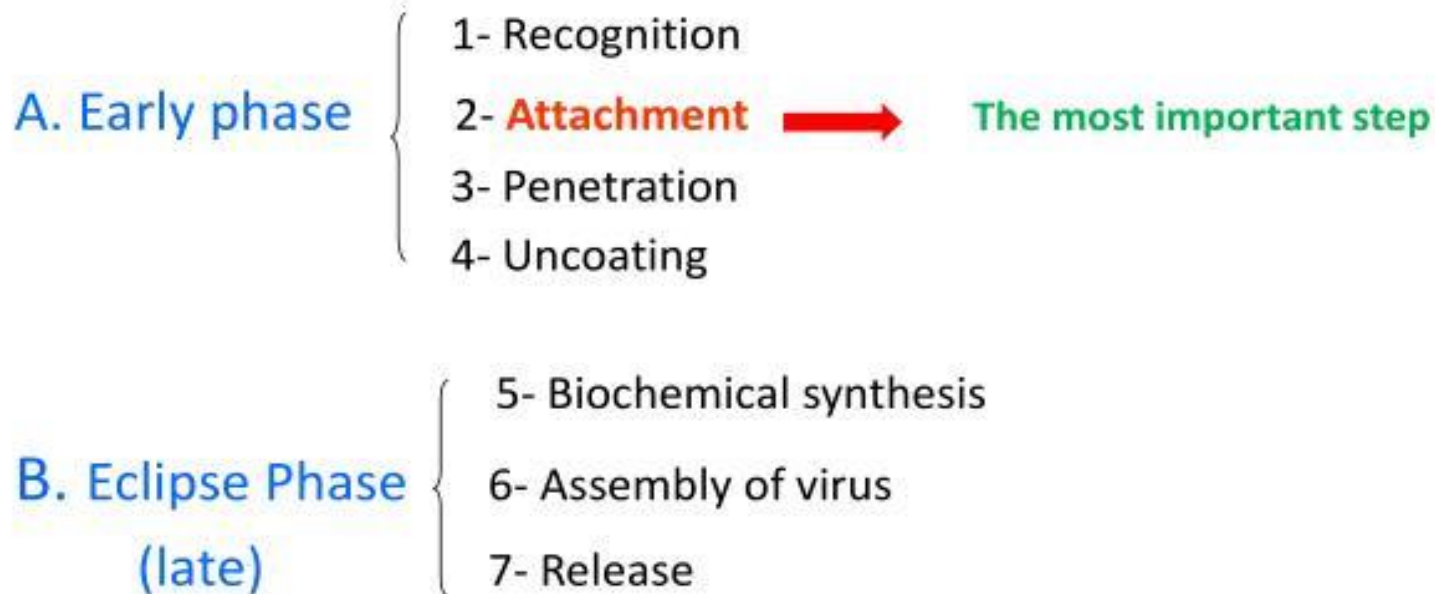 1- Recognition
A. Early phase
2- Attachment
The most important step
3- Penetration
4- Uncoating
5- Biochemical synthesis
B. Eclipse Phase
(late)
6- Assembly of virus
7- Release